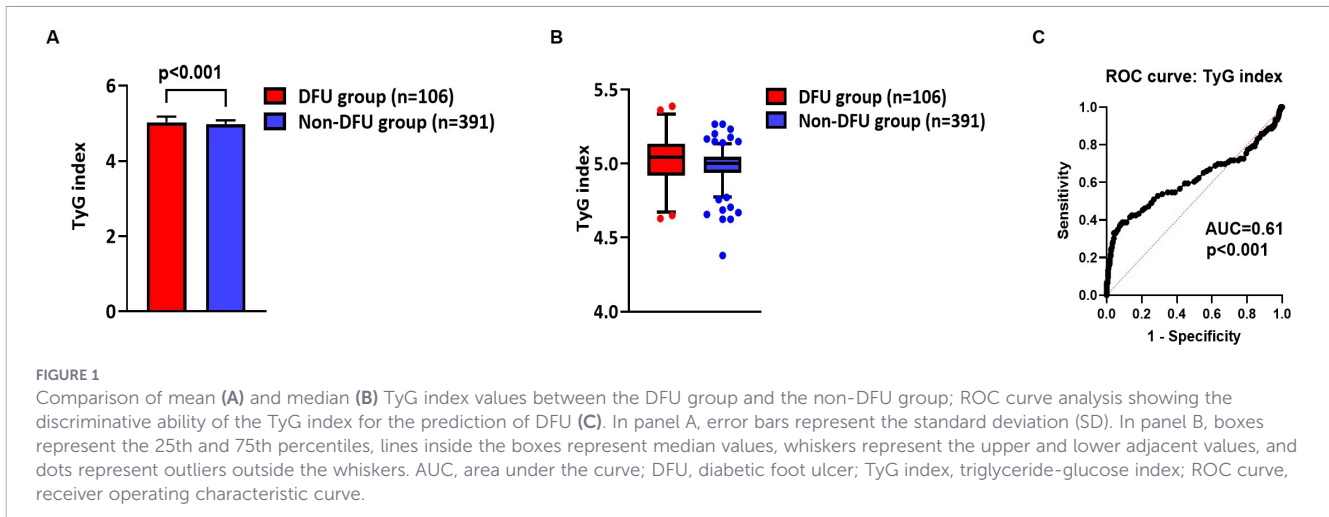 A
p<0.001
6
4
2
0
TyG index
DFU group (n=106)
Non-DFU group (n=391)
B
5.5
5.0
4.5
4.0
TyG index
DFU group (n=106)
Non-DFU group (n=391)
C
ROC curve: TyG index
1.0
0.8
0.6
0.4
0.2
0.0
Sensitivity
AUC=0.61
p<0.001
0.0 0.2 0.4 0.6 0.8 1.0
1 - Specificity
FIGURE 1
Comparison of mean (A) and median (B) TyG index values between the DFU group and the non-DFU group; ROC curve analysis showing the
discriminative ability of the TyG index for the prediction of DFU (C). In panel A, error bars represent the standard deviation (SD). In panel B, boxes
represent the 25th and 75th percentiles, lines inside the boxes represent median values, whiskers represent the upper and lower adjacent values, and
dots represent outliers outside the whiskers. AUC, area under the curve; DFU, diabetic foot ulcer; TyG index, triglyceride-glucose index; ROC curve,
receiver operating characteristic curve.